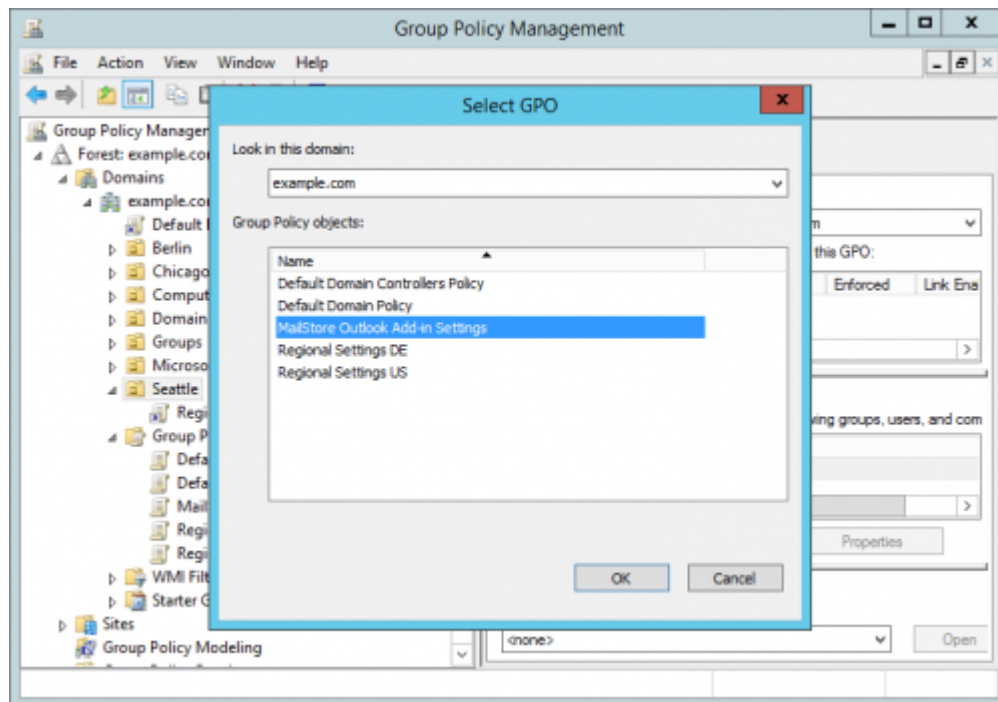 Group Policy Management
File Action View Window Help
Group Policy Manager
Forest: example.co
Domains
example.co
Default
Berlin
Chicago
Comput
Domain
Groups
Microso
Seattle
Regi
Group P
Defa
Defa
Mail
Regi
Regi
WMI Filt
Starter G
Sites
Group Policy Modeling
Select GPO
Look in this domain:
example.com
Group Policy objects:
Name
Default Domain Controllers Policy
Default Domain Policy
MailStore Outlook Add-in Settings
Regional Settings DE
Regional Settings US
OK Cancel
this GPO:
Enforced Link Ena
ving groups, users, and com
Properties
<none>
Open